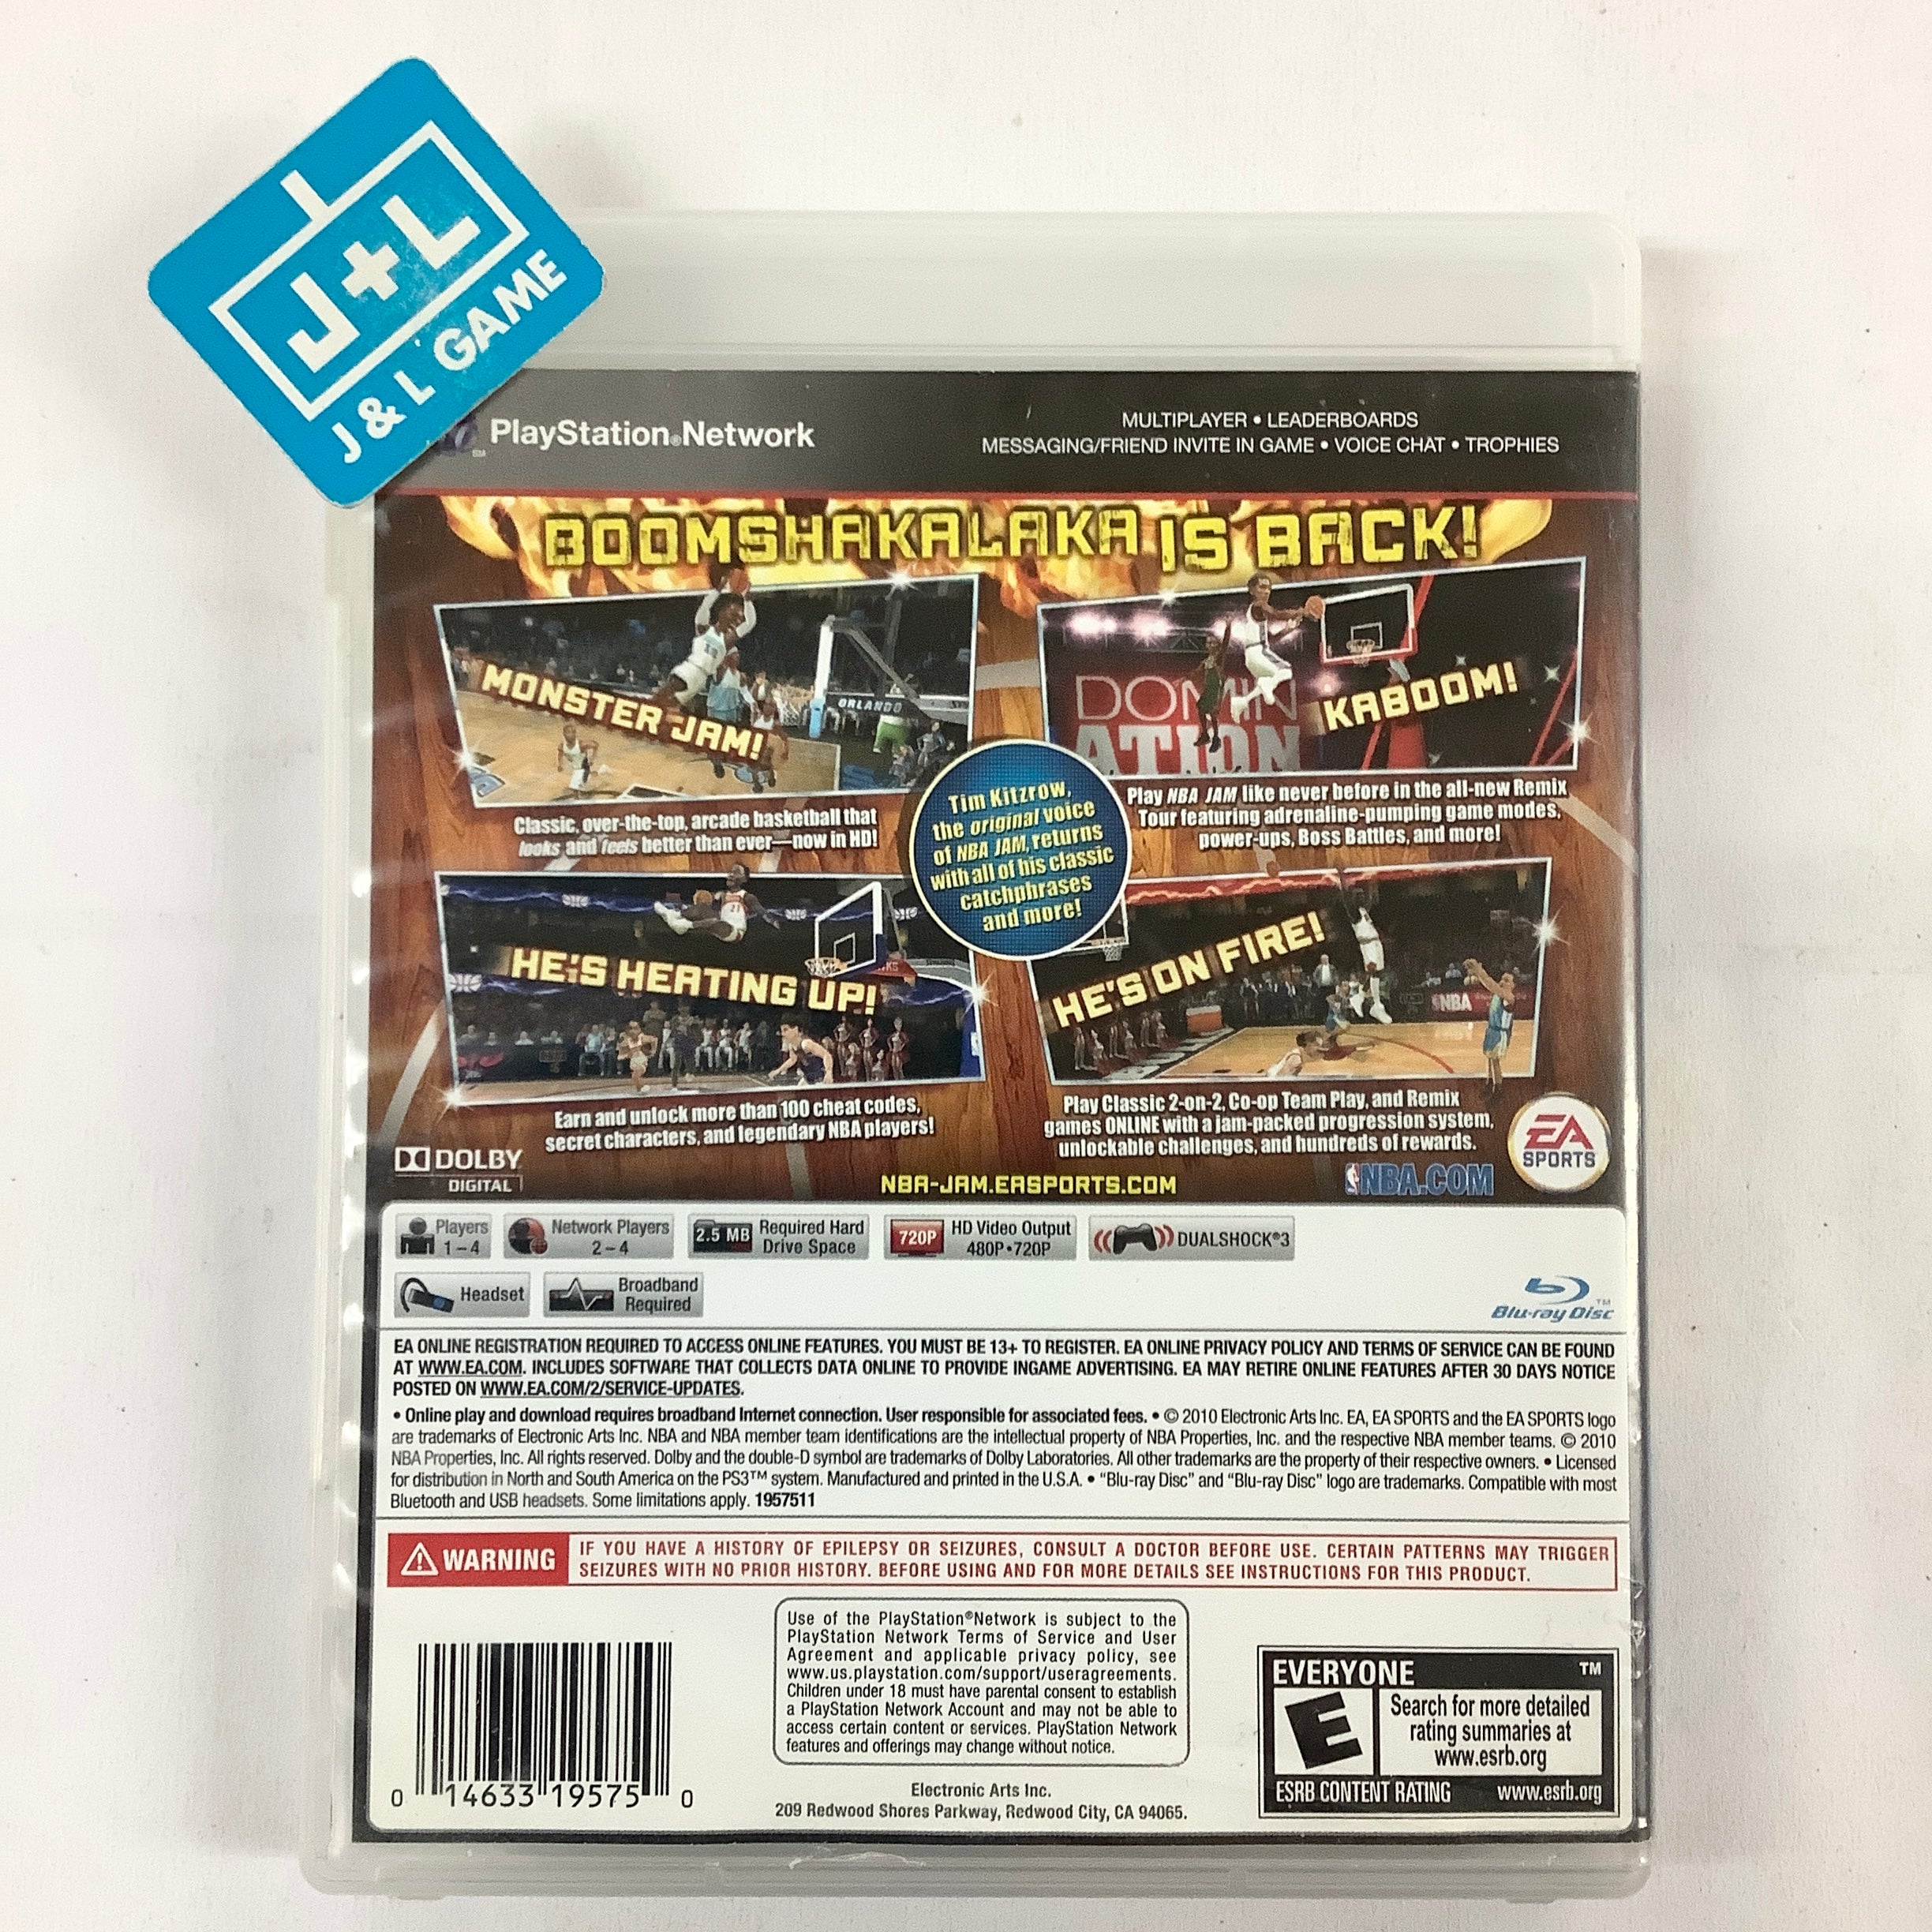 J+L
J & L GAME
PlayStation®Network
MULTIPLAYER • LEADERBOARDS
MESSAGING/FRIEND INVITE IN GAME • VOICE CHAT • TROPHIES
BOOMSHAKALAKA IS BACK!
MONSTER JAM!
ORLANDO
Classic, over-the-top, arcade basketball that
looks and feels better than ever—now in HD!
DOMIN
ATION
KABOOM!
Play NBA JAM like never before in the all-new Remix
Tour featuring adrenaline-pumping game modes,
power-ups, Boss Battles, and more!
Tim Kitzrow,
the original voice
of NBA JAM, returns
with all of his classic
catchphrases
and more!
HE'S HEATING UP!
Earn and unlock more than 100 cheat codes,
secret characters, and legendary NBA players!
HE'S ON FIRE!
NBA
Play Classic 2-on-2, Co-op Team Play, and Remix
games ONLINE with a jam-packed progression system,
unlockable challenges, and hundreds of rewards.
DOLBY
DIGITAL
NBA-JAM.EASPORTS.COM
NBA.COM
EA
SPORTS
Players
1 – 4
Network Players
2 – 4
2.5 MB
Required Hard
Drive Space
720P
HD Video Output
480P•720P
DUALSHOCK®3
Headset
Broadband
Required
Blu-ray Disc™
EA ONLINE REGISTRATION REQUIRED TO ACCESS ONLINE FEATURES. YOU MUST BE 13+ TO REGISTER. EA ONLINE PRIVACY POLICY AND TERMS OF SERVICE CAN BE FOUND
AT WWW.EA.COM. INCLUDES SOFTWARE THAT COLLECTS DATA ONLINE TO PROVIDE INGAME ADVERTISING. EA MAY RETIRE ONLINE FEATURES AFTER 30 DAYS NOTICE
POSTED ON WWW.EA.COM/2/SERVICE-UPDATES.
• Online play and download requires broadband Internet connection. User responsible for associated fees. • © 2010 Electronic Arts Inc. EA, EA SPORTS and the EA SPORTS logo
are trademarks of Electronic Arts Inc. NBA and NBA member team identifications are the intellectual property of NBA Properties, Inc. and the respective NBA member teams. © 2010
NBA Properties, Inc. All rights reserved. Dolby and the double-D symbol are trademarks of Dolby Laboratories. All other trademarks are the property of their respective owners. • Licensed
for distribution in North and South America on the PS3™ system. Manufactured and printed in the U.S.A. • "Blu-ray Disc" and "Blu-ray Disc" logo are trademarks. Compatible with most
Bluetooth and USB headsets. Some limitations apply. 1957511
WARNING
IF YOU HAVE A HISTORY OF EPILEPSY OR SEIZURES, CONSULT A DOCTOR BEFORE USE. CERTAIN PATTERNS MAY TRIGGER
SEIZURES WITH NO PRIOR HISTORY. BEFORE USING AND FOR MORE DETAILS SEE INSTRUCTIONS FOR THIS PRODUCT.
0 14633 19575 0
Use of the PlayStation®Network is subject to the
PlayStation Network Terms of Service and User
Agreement and applicable privacy policy, see
www.us.playstation.com/support/useragreements.
Children under 18 must have parental consent to establish
a PlayStation Network Account and may not be able to
access certain content or services. PlayStation Network
features and offerings may change without notice.
Electronic Arts Inc.
209 Redwood Shores Parkway, Redwood City, CA 94065.
EVERYONE ™
E
Search for more detailed
rating summaries at
www.esrb.org
ESRB CONTENT RATING www.esrb.org